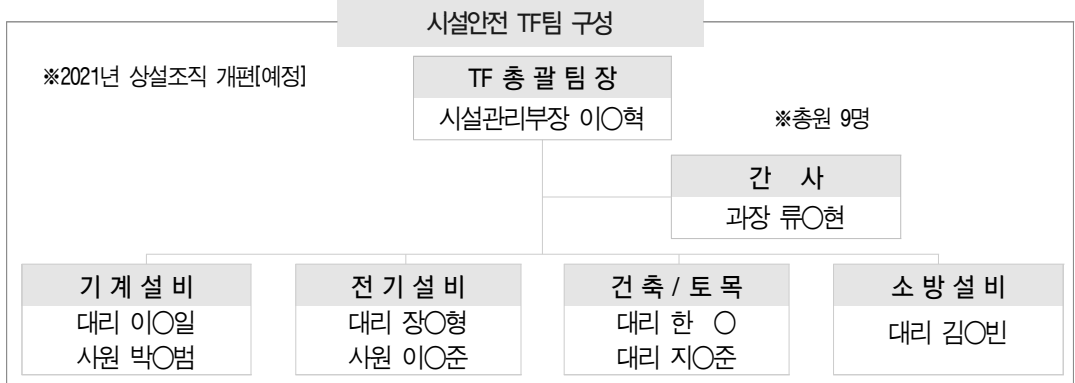 시설안전 TF팀 구성
※2021년 상설조직 개편[예정]
TF 총 괄 팀 장
시설관리부장 이○혁
※총원 9명
간 사
과장 류○현
기 계 설 비
대리 이○일
사원 박○범
전 기 설 비
대리 장○형
사원 이○준
건 축 / 토 목
대리 한 ○
대리 지○준
소 방 설 비
대리 김○빈